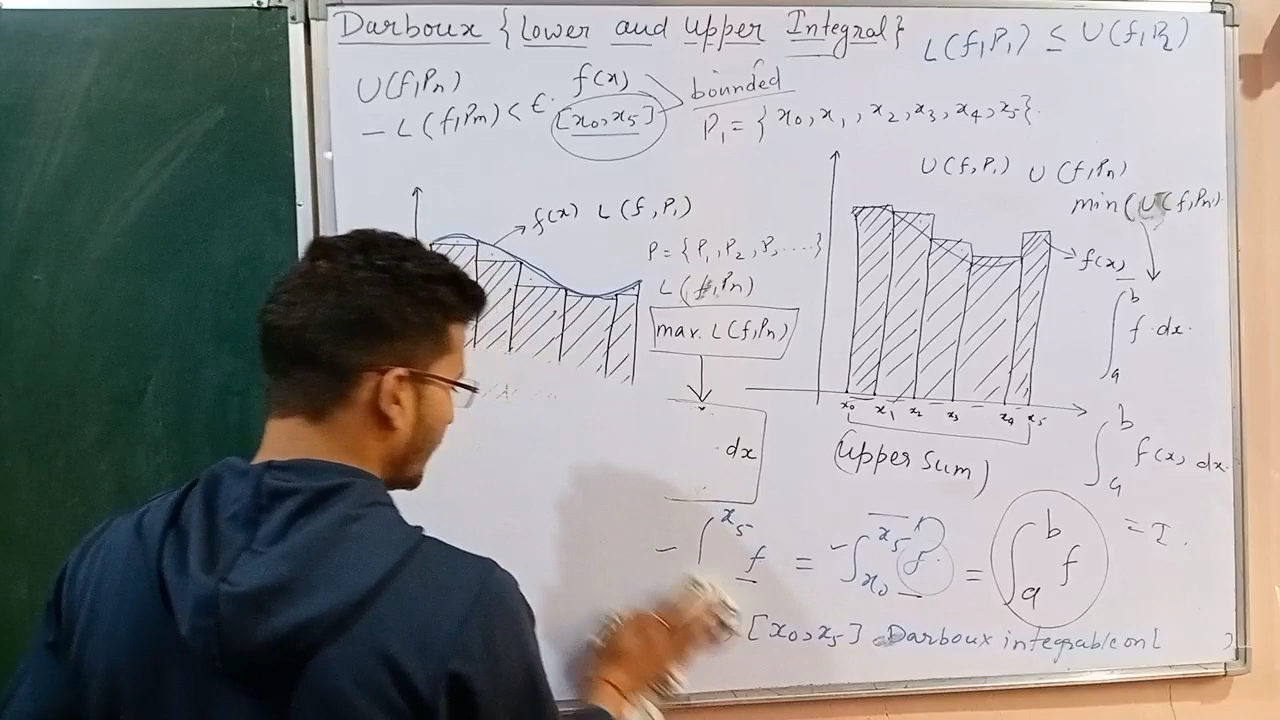 Darboux {Lower and upper Integral}
L(f,P₁) ≤ U(f,P₂)
U(f,Pₙ)
- L(f,Pₘ) < ε.
f(x)
[x₀,x₅]
bounded
P₁ = { x₀, x₁, x₂, x₃, x₄, x₅}.
f(x) L(f, P₁)
P = {P₁, P₂, P, ....}
L(f,Pₙ)
max. L(f,Pₙ)
dx
U(f,P₁) U(f,Pₙ)
min(U(f,Pₙ)
f(x)
∫ₐᵇ f.dx.
x₀ x₁ x₂ x₃ x₄ x₅
(upper sum)
∫ₐᵇ f(x) dx.
- ∫ˣ⁵ f = -∫ₓ₀ˣ⁵ f = ∫ₐᵇ f = I.
[x₀,x₅] Darboux integrable on [ ]